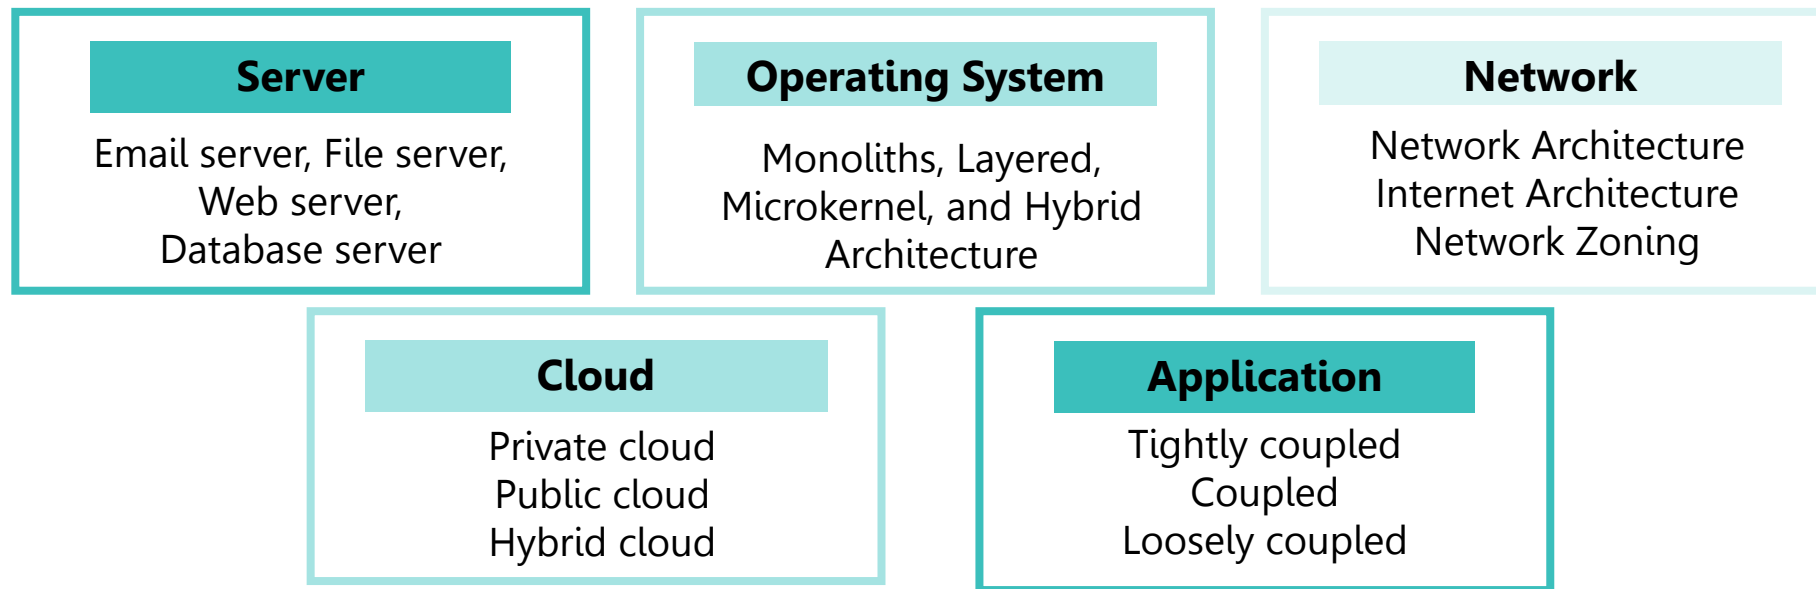 Server
Email server, File server,
Web server,
Database server
Operating System
Monoliths, Layered,
Microkernel, and Hybrid
Architecture
Network
Network Architecture
Internet Architecture
Network Zoning
Cloud
Private cloud
Public cloud
Hybrid cloud
Application
Tightly coupled
Coupled
Loosely coupled